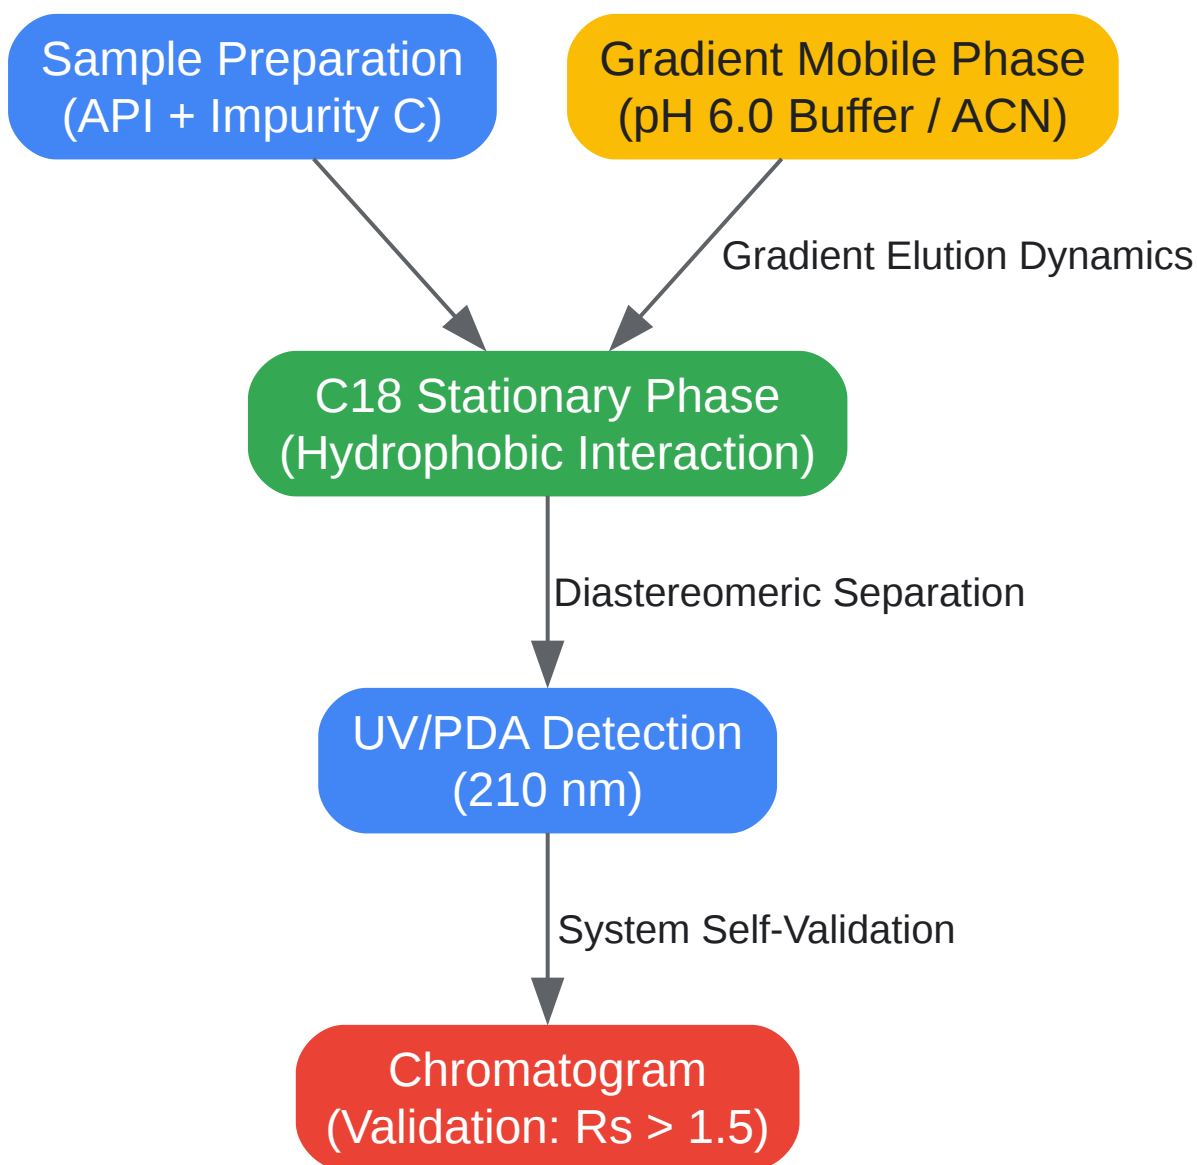 Sample Preparation
(API + Impurity C)
Gradient Mobile Phase
(pH 6.0 Buffer / ACN)
Gradient Elution Dynamics
C18 Stationary Phase
(Hydrophobic Interaction)
Diastereomeric Separation
UV/PDA Detection
(210 nm)
System Self-Validation
Chromatogram
(Validation: Rs > 1.5)